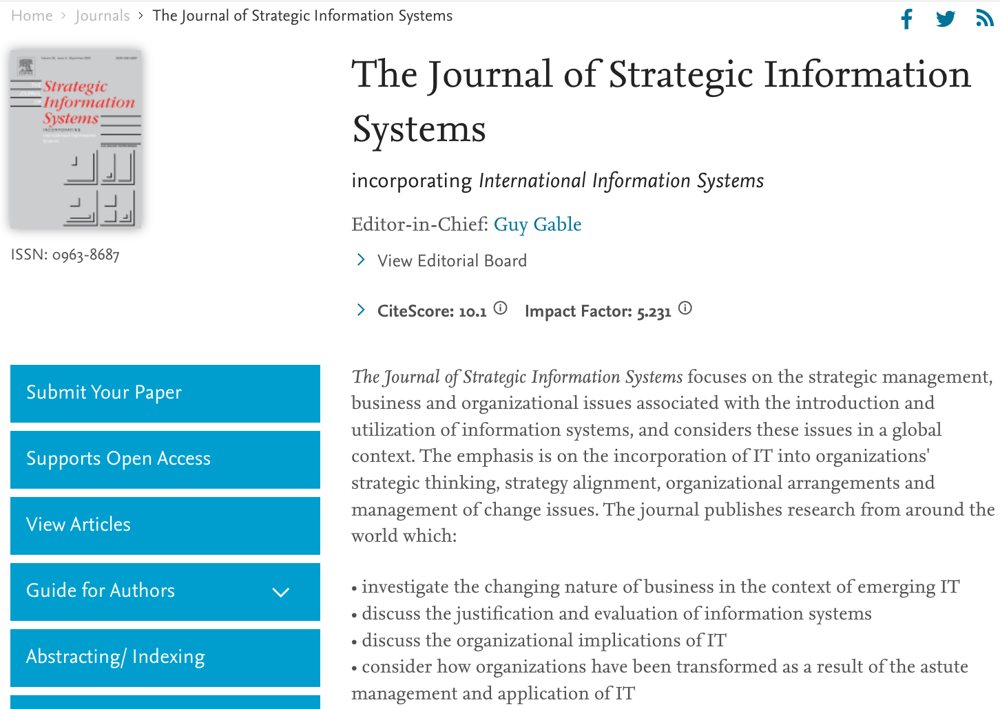 Home > Journals > The Journal of Strategic Information Systems
ELSEVIER
THE
JOURNAL
OF
Strategic
Information
Systems
INCORPORATING
International Information
Systems
ISSN: 0963-8687
The Journal of Strategic Information
Systems
incorporating International Information Systems
Editor-in-Chief: Guy Gable
> View Editorial Board
> CiteScore: 10.1 ⓘ Impact Factor: 5.231 ⓘ
Submit Your Paper
Supports Open Access
View Articles
Guide for Authors
Abstracting/ Indexing
The Journal of Strategic Information Systems focuses on the strategic management,
business and organizational issues associated with the introduction and
utilization of information systems, and considers these issues in a global
context. The emphasis is on the incorporation of IT into organizations'
strategic thinking, strategy alignment, organizational arrangements and
management of change issues. The journal publishes research from around the
world which:
• investigate the changing nature of business in the context of emerging IT
• discuss the justification and evaluation of information systems
• discuss the organizational implications of IT
• consider how organizations have been transformed as a result of the astute
management and application of IT